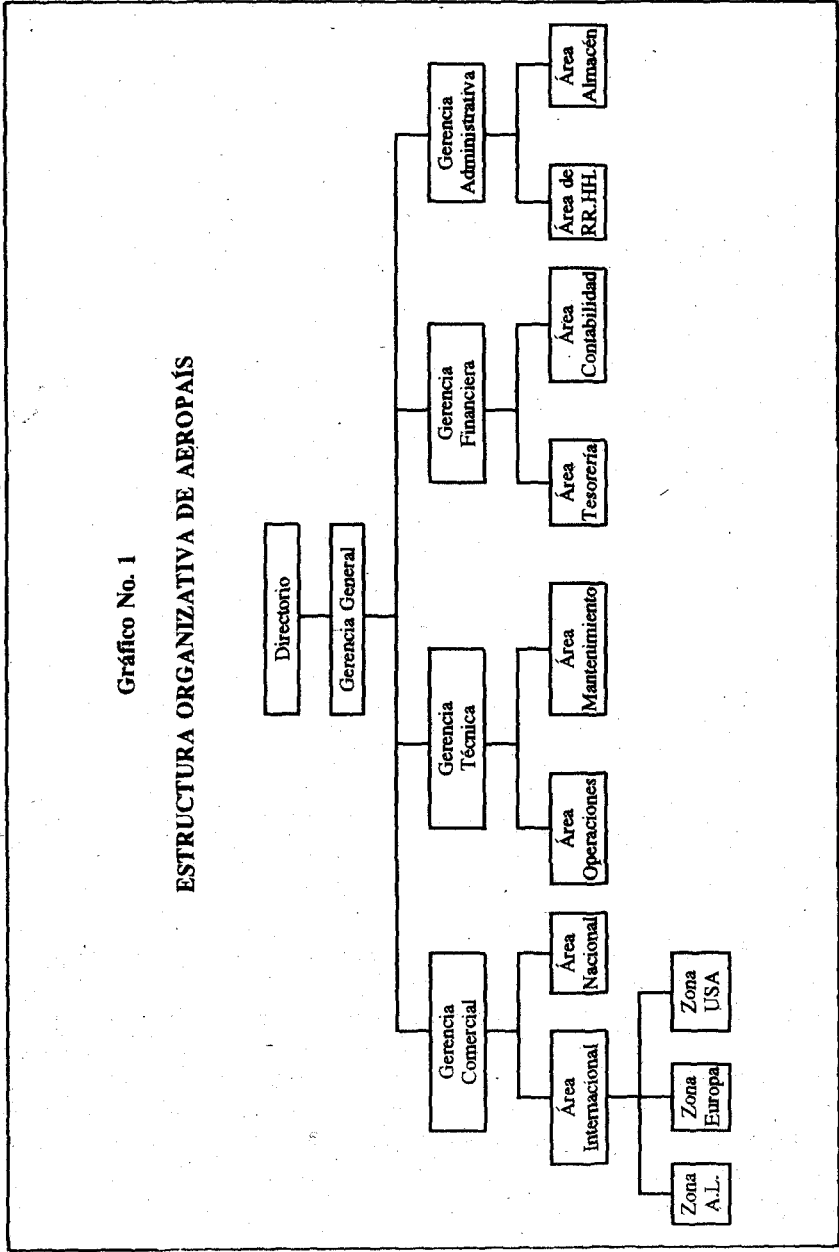 Gráfico No. 1
ESTRUCTURA ORGANIZATIVA DE AEROPAÍS
Directorio
Gerencia General
Gerencia
Comercial
Gerencia
Técnica
Gerencia
Financiera
Gerencia
Administrativa
Área
Internacional
Área
Nacional
Área
Operaciones
Área
Mantenimiento
Área
Tesorería
Área
Contabilidad
Área de
RR.HH.
Área
Almacén
Zona
A.L.
Zona
Europa
Zona
USA